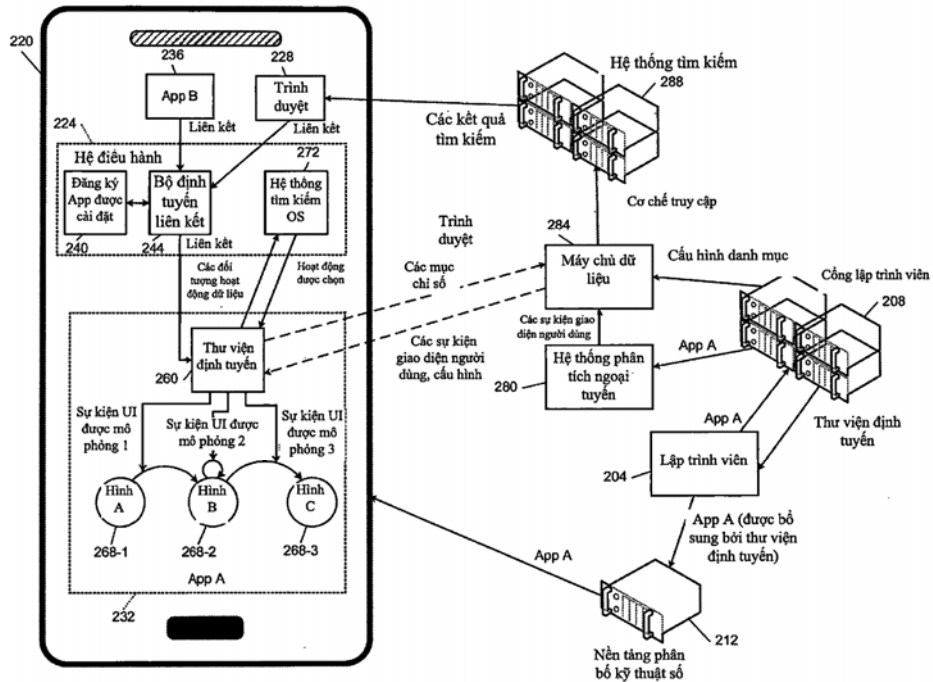 220
236
228
App B
Trình
duyệt
Liên kết
Liên kết
224
Hệ điều hành
272
Đăng ký
App được
cài đặt
240
Bộ định
tuyến
liên kết
244
Hệ thống
tìm kiếm
OS
Liên kết
Các đối
tượng hoạt
động dữ liệu
Hoạt động
được chọn
Thư viện
định tuyến
260
Sự kiện UI
được mô
phỏng 1
Sự kiện UI được
mô phỏng 2
Sự kiện UI
được mô
phỏng 3
Hình
A
Hình
B
Hình
C
268-1
268-2
268-3
App A
232
Hệ thống tìm kiếm
288
Các kết quả
tìm kiếm
Cơ chế truy cập
Trình
duyệt
Các mục
chỉ số
284
Máy chủ dữ
liệu
Cấu hình danh mục
Cổng lập trình viên
208
Các sự kiện giao
diện người dùng
Các sự kiện
giao diện người
dùng, cấu hình
280
Hệ thống phân
tích ngoại
tuyến
App A
App A
Thư viện định
tuyến
204
Lập trình viên
App A (được bổ
sung bởi thư viện
định tuyến)
App A
212
Nền tảng phân
bố kỹ thuật số